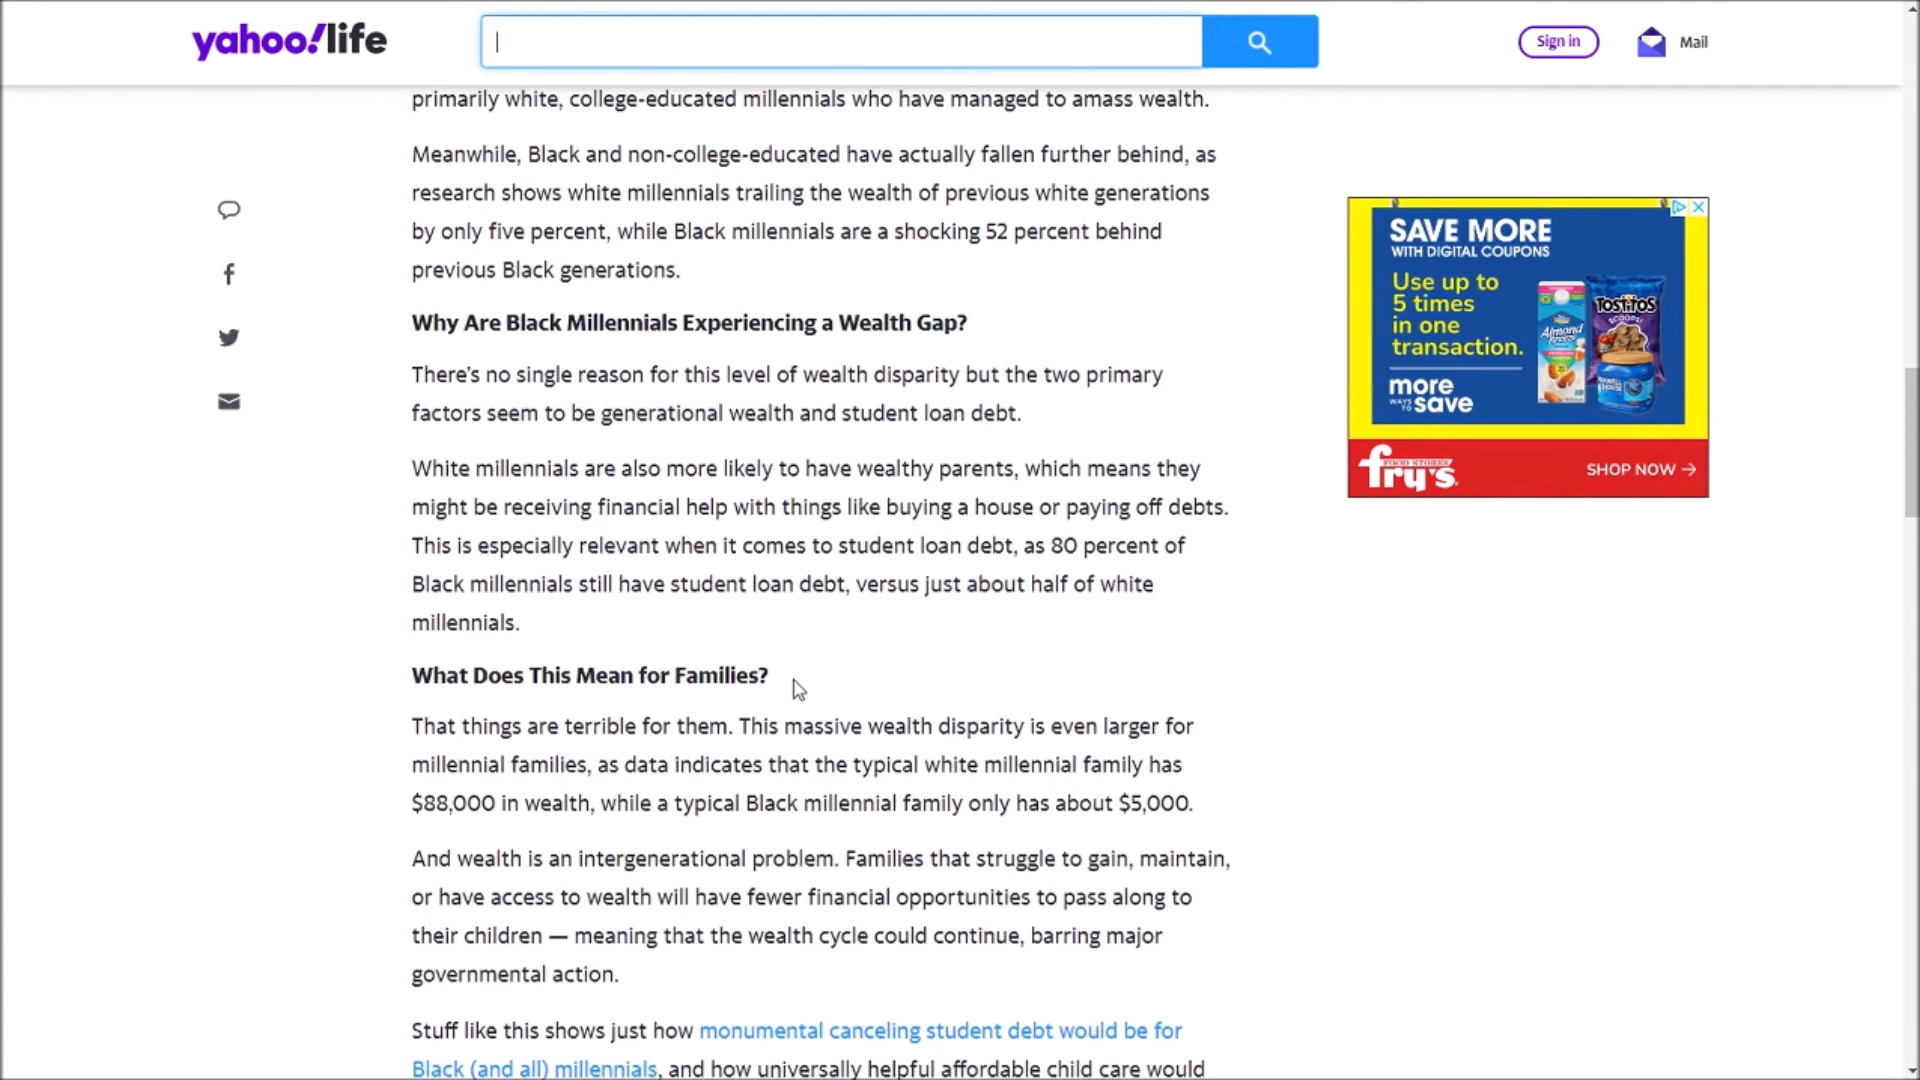 yahoo!life
Sign in
Mail
primarily white, college-educated millennials who have managed to amass wealth.
Meanwhile, Black and non-college-educated have actually fallen further behind, as
research shows white millennials trailing the wealth of previous white generations
by only five percent, while Black millennials are a shocking 52 percent behind
previous Black generations.
Why Are Black Millennials Experiencing a Wealth Gap?
There's no single reason for this level of wealth disparity but the two primary
factors seem to be generational wealth and student loan debt.
White millennials are also more likely to have wealthy parents, which means they
might be receiving financial help with things like buying a house or paying off debts.
This is especially relevant when it comes to student loan debt, as 80 percent of
Black millennials still have student loan debt, versus just about half of white
millennials.
What Does This Mean for Families?
That things are terrible for them. This massive wealth disparity is even larger for
millennial families, as data indicates that the typical white millennial family has
$88,000 in wealth, while a typical Black millennial family only has about $5,000.
And wealth is an intergenerational problem. Families that struggle to gain, maintain,
or have access to wealth will have fewer financial opportunities to pass along to
their children — meaning that the wealth cycle could continue, barring major
governmental action.
Stuff like this shows just how monumental canceling student debt would be for
Black (and all) millennials, and how universally helpful affordable child care would
SAVE MORE
WITH DIGITAL COUPONS
Use up to
5 times
in one
transaction.
more
WAYS TO save
Almond
Breeze
TOSTITOS
SCOOPS!
MAXWELL
HOUSE
FOOD STORES
fry's
SHOP NOW →